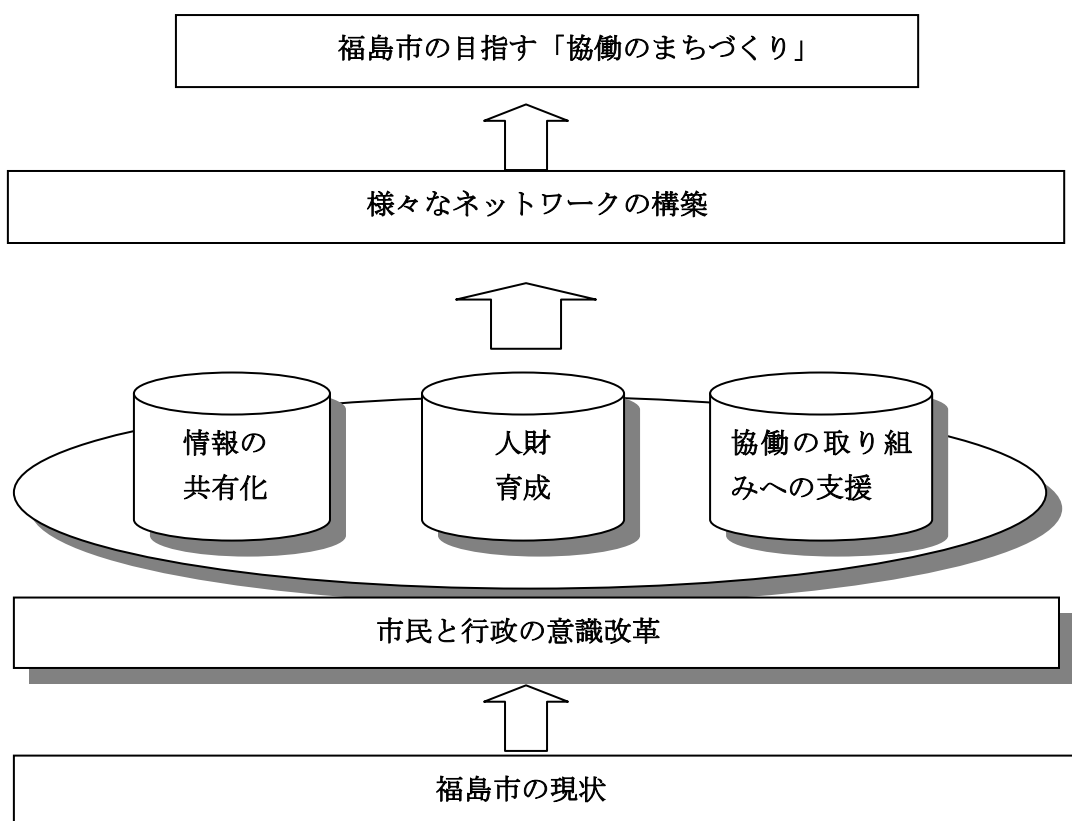 福島市の目指す「協働のまちづくり」
様々なネットワークの構築
情報の
共有化
人財
育成
協働の取り組
みへの支援
市民と行政の意識改革
福島市の現状